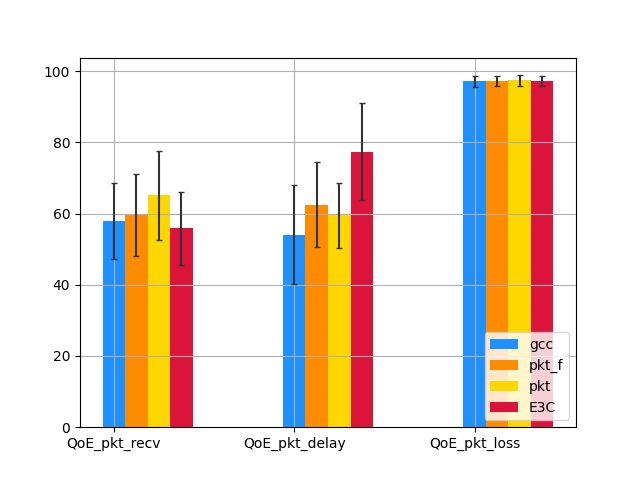 100
80
60
40
20
0
QoE_pkt_recv
QoE_pkt_delay
QoE_pkt_loss
gcc
pkt_f
pkt
E3C